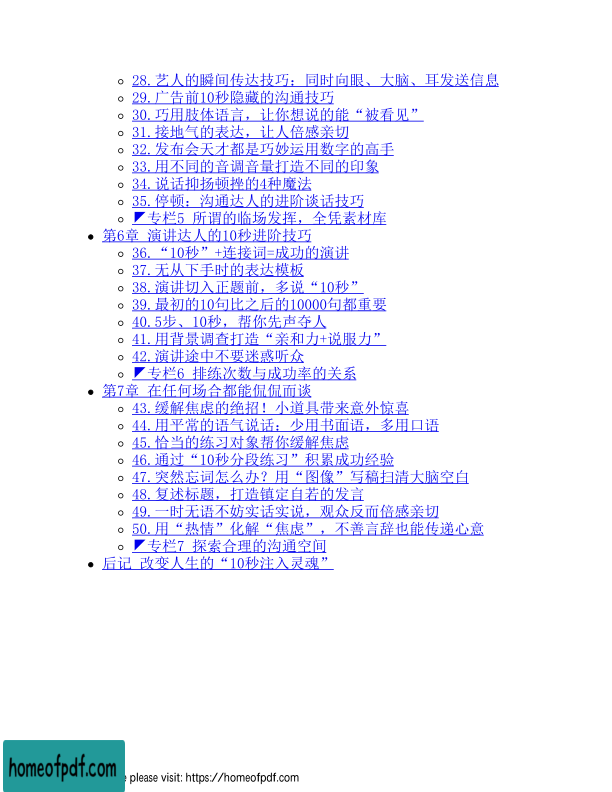 28.艺人的瞬间传达技巧：同时向眼、大脑、耳发送信息
29.广告前10秒隐藏的沟通技巧
30.巧用肢体语言，让你想说的能“被看见”
31.接地气的表达，让人倍感亲切
32.发布会天才都是巧妙运用数字的高手
33.用不同的音调音量打造不同的印象
34.说话抑扬顿挫的4种魔法
35.停顿：沟通达人的进阶谈话技巧
◤专栏5 所谓的临场发挥，全凭素材库
第6章 演讲达人的10秒进阶技巧
36.“10秒”+连接词=成功的演讲
37.无从下手时的表达模板
38.演讲切入正题前，多说“10秒”
39.最初的10句比之后的10000句都重要
40.5步、10秒，帮你先声夺人
41.用背景调查打造“亲和力+说服力”
42.演讲途中不要迷惑听众
◤专栏6 排练次数与成功率的关系
第7章 在任何场合都能侃侃而谈
43.缓解焦虑的绝招！小道具带来意外惊喜
44.用平常的语气说话：少用书面语，多用口语
45.恰当的练习对象帮你缓解焦虑
46.通过“10秒分段练习”积累成功经验
47.突然忘词怎么办？用“图像”写稿扫清大脑空白
48.复述标题，打造镇定自若的发言
49.一时无语不妨实话实说，观众反而倍感亲切
50.用“热情”化解“焦虑”，不善言辞也能传递心意
◤专栏7 探索合理的沟通空间
后记 改变人生的“10秒注入灵魂”
homeofpdf.com
please visit: https://homeofpdf.com